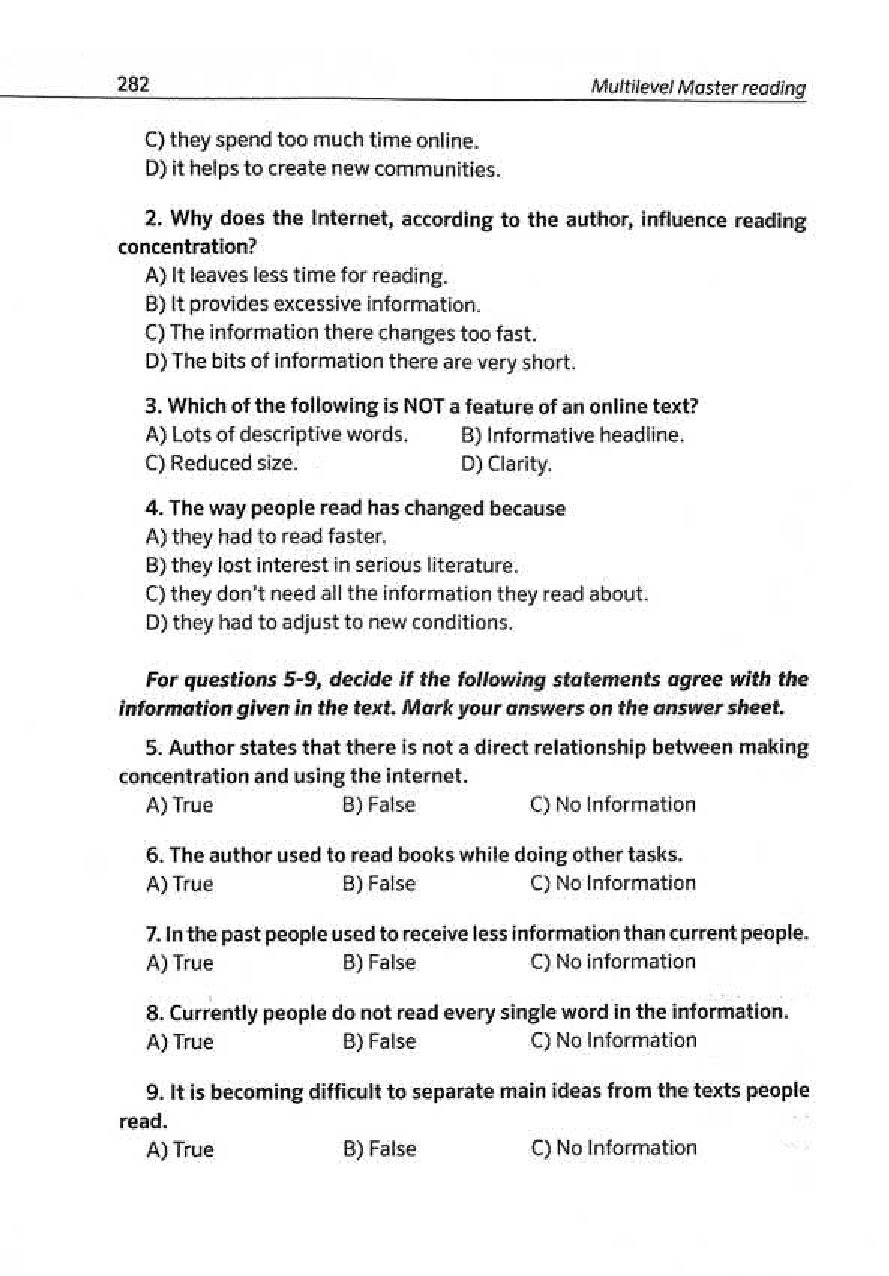 282
Multilevel Master reading
C) they spend too much time online.
D) it helps to create new communities.
2. Why does the Internet, according to the author, influence reading
concentration?
A) It leaves less time for reading.
B) It provides excessive information.
C) The information there changes too fast.
D) The bits of information there are very short.
3. Which of the following is NOT a feature of an online text?
A) Lots of descriptive words. B) Informative headline.
C) Reduced size. D) Clarity.
4. The way people read has changed because
A) they had to read faster.
B) they lost interest in serious literature.
C) they don't need all the information they read about.
D) they had to adjust to new conditions.
For questions 5-9, decide if the following statements agree with the
information given in the text. Mark your answers on the answer sheet.
5. Author states that there is not a direct relationship between making
concentration and using the internet.
A) True B) False C) No Information
6. The author used to read books while doing other tasks.
A) True B) False C) No Information
7. In the past people used to receive less information than current people.
A) True B) False C) No information
8. Currently people do not read every single word in the information.
A) True B) False C) No Information
9. It is becoming difficult to separate main ideas from the texts people
read.
A) True B) False C) No Information